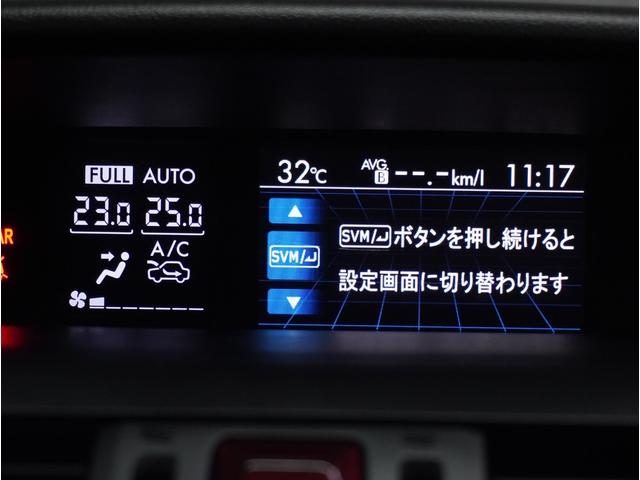 FULL AUTO
23.0 25.0
A/C
32℃ AVG. B --.-km/l 11:17
SVM/↵
SVM/↵ボタンを押し続けると
設定画面に切り替わります
AR